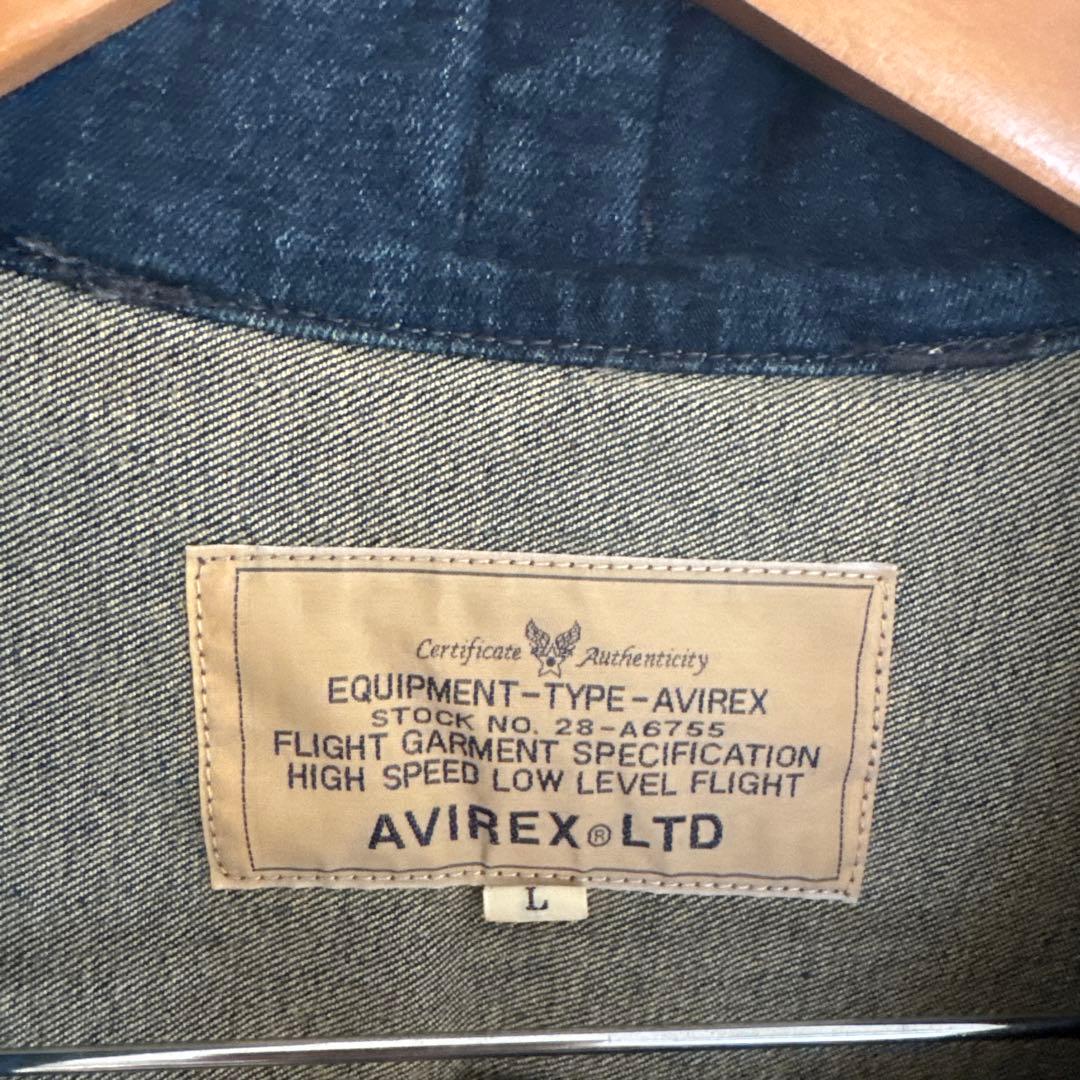 Certificate Authenticity
EQUIPMENT-TYPE-AVIREX
STOCK NO. 28-A6755
FLIGHT GARMENT SPECIFICATION
HIGH SPEED LOW LEVEL FLIGHT
AVIREX® LTD
L